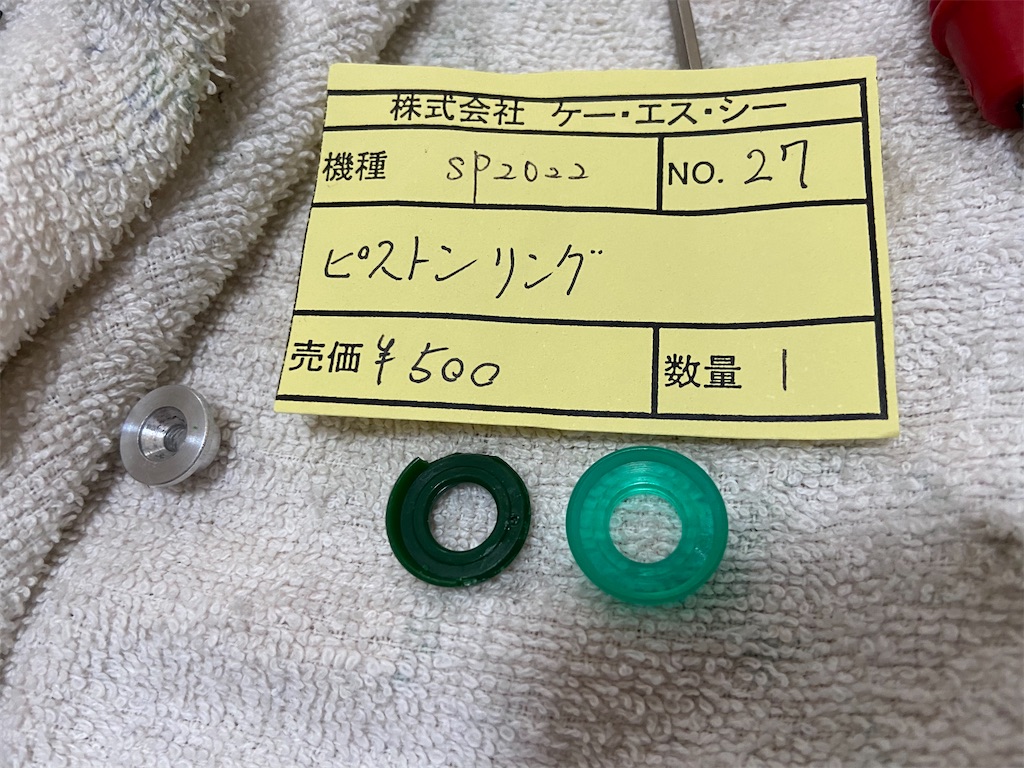 株式会社 ケー・エス・シー
機種 SP2022 NO. 27
ピストンリング
売価 ¥500 数量 1